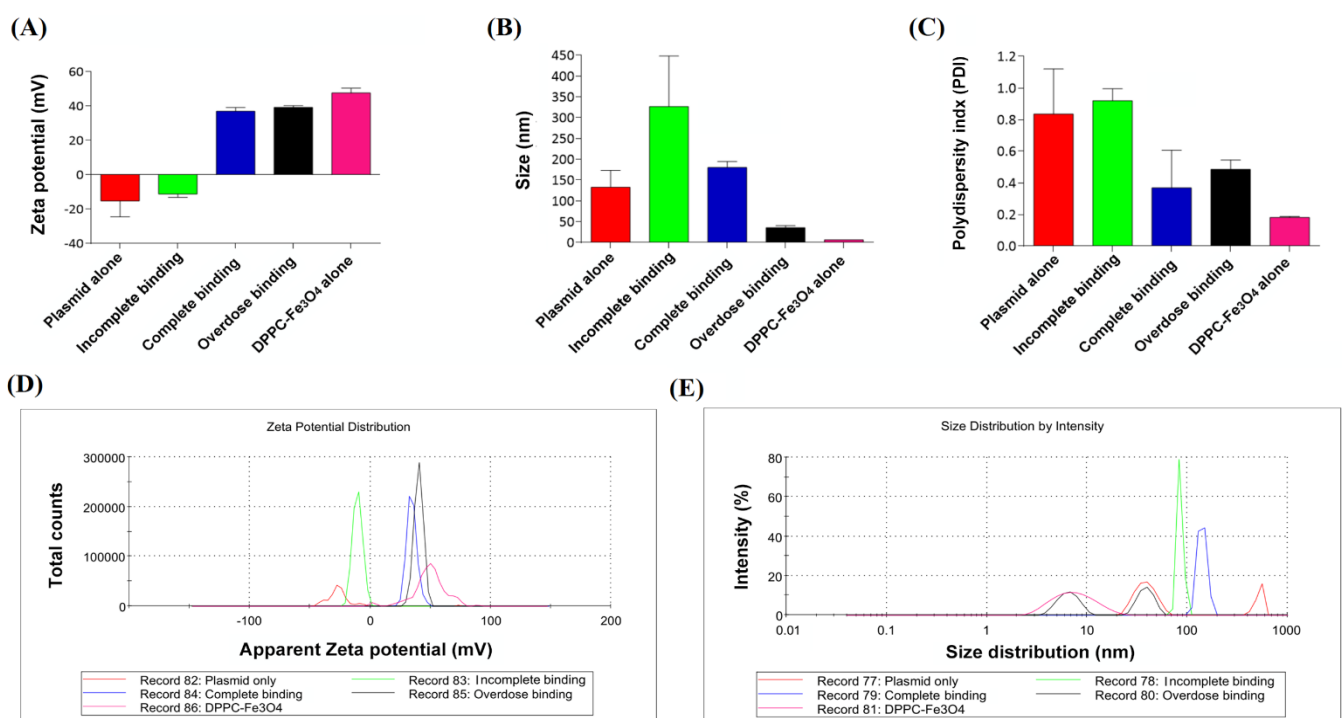 (A)
Zeta potential (mV)
60
40
20
0
-20
-40
Plasmid alone
Incomplete binding
Complete binding
Overdose binding
DPPC-Fe3O4 alone
(B)
Size (nm)
450
400
350
300
250
200
150
100
50
0
Plasmid alone
Incomplete binding
Complete binding
Overdose binding
DPPC-Fe3O4 alone
(C)
Polydispersity indx (PDI)
1.2
1.0
0.8
0.6
0.4
0.2
0.0
Plasmid alone
Incomplete binding
Complete binding
Overdose binding
DPPC-Fe3O4 alone
(D)
Zeta Potential Distribution
Total counts
300000
200000
100000
0
-100 0 100 200
Apparent Zeta potential (mV)
Record 82: Plasmid only Record 83: Incomplete binding
Record 84: Complete binding Record 85: Overdose binding
Record 86: DPPC-Fe3O4
(E)
Size Distribution by Intensity
Intensity (%)
80
60
40
20
0
0.01 0.1 1 10 100 1000
Size distribution (nm)
Record 77: Plasmid only Record 78: Incomplete binding
Record 79: Complete binding Record 80: Overdose binding
Record 81: DPPC-Fe3O4